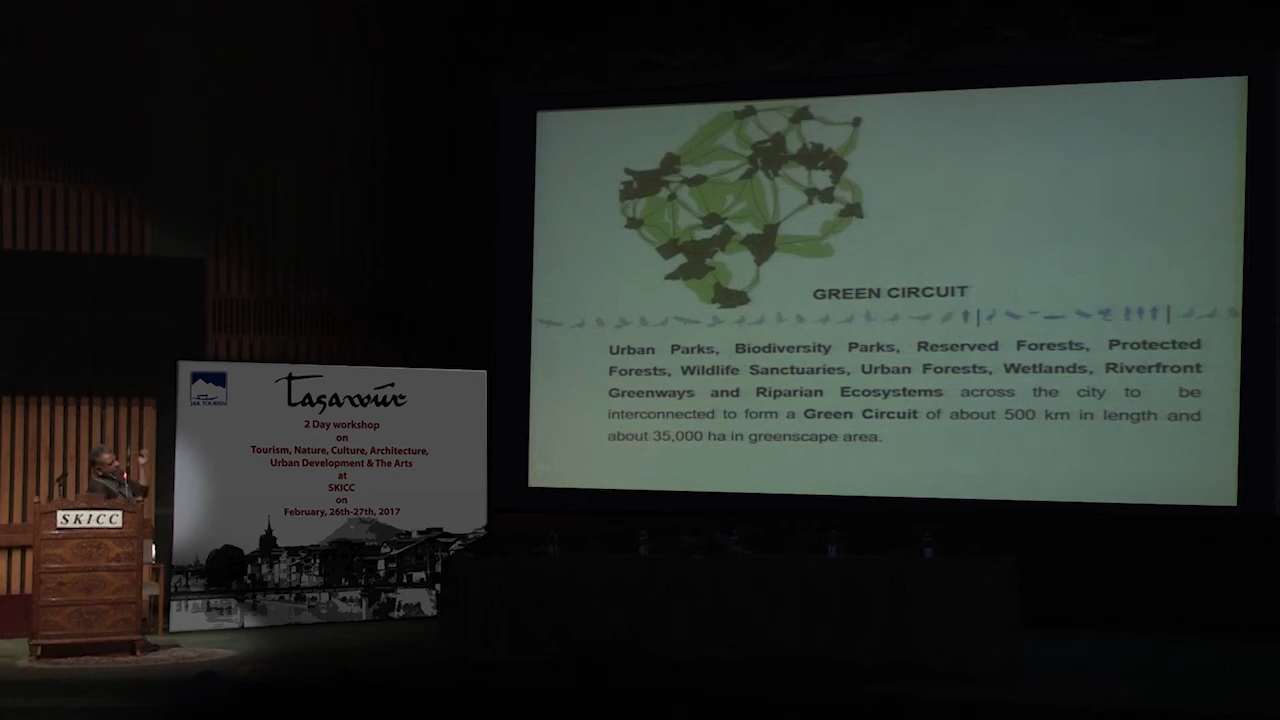 GREEN CIRCUIT
Urban Parks, Biodiversity Parks, Reserved Forests, Protected
Forests, Wildlife Sanctuaries, Urban Forests, Wetlands, Riverfront
Greenways and Riparian Ecosystems across the city to be
interconnected to form a Green Circuit of about 500 km in length and
about 35,000 ha in greenscape area.
J&K TOURISM
Tasawwūr
2 Day workshop
on
Tourism, Nature, Culture, Architecture,
Urban Development & The Arts
at
SKICC
on
February, 26th-27th, 2017
SKICC